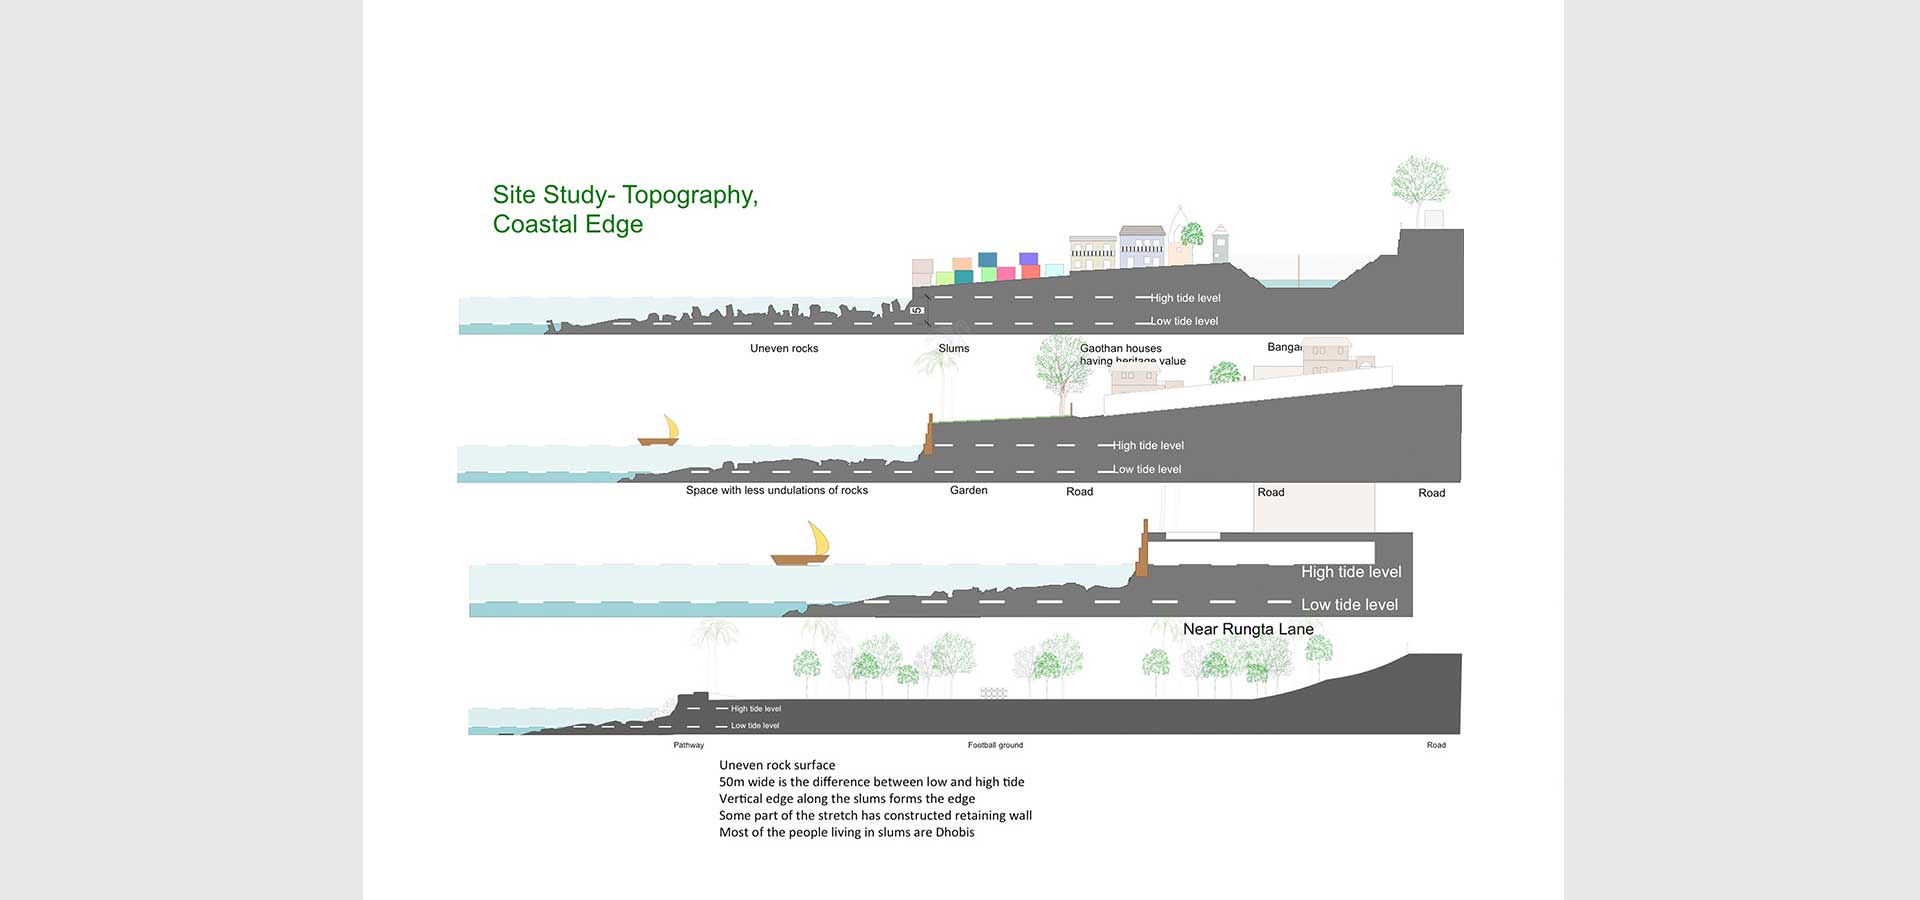 Site Study- Topography,
Coastal Edge
High tide level
Low tide level
5
Uneven rocks
Slums
Gaothan houses
having heritage value
High tide level
Low tide level
Space with less undulations of rocks
Garden
Road
Road
Road
High tide level
Low tide level
Near Rungta Lane
High tide level
Low tide level
Pathway
Football ground
Road
Uneven rock surface
50m wide is the difference between low and high tide
Vertical edge along the slums forms the edge
Some part of the stretch has constructed retaining wall
Most of the people living in slums are Dhobis